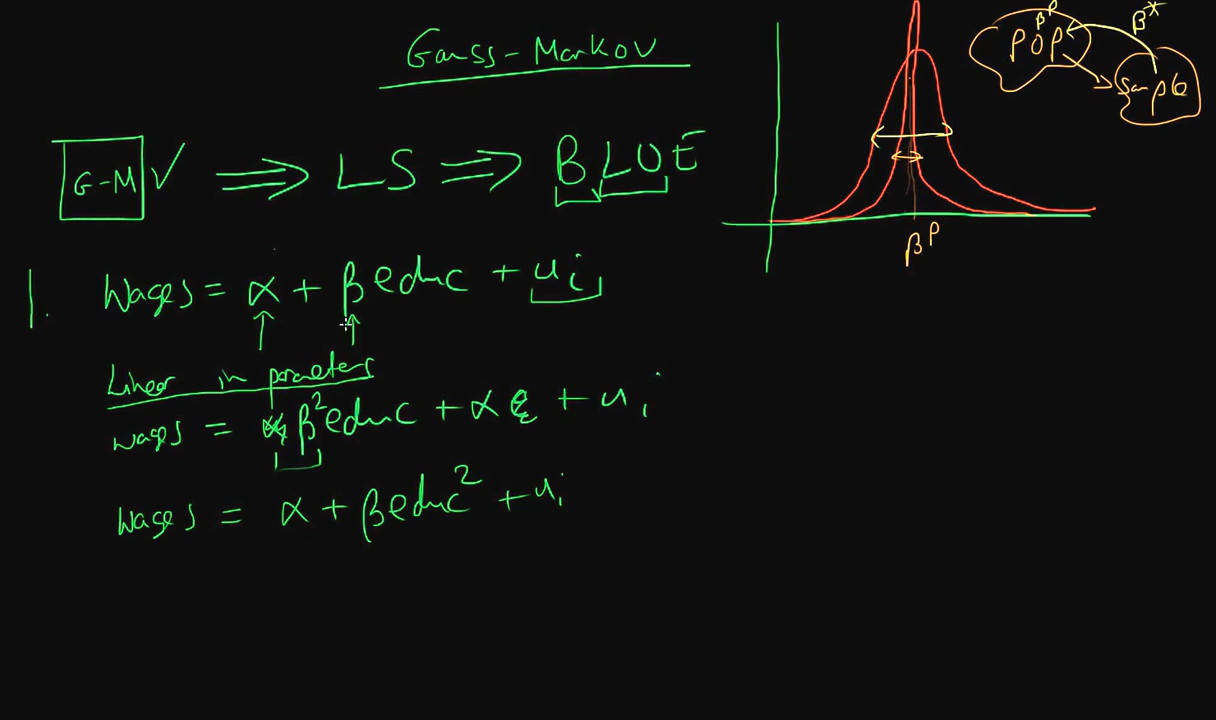 Gauss-Markov
G-M ✓ ⟹ LS ⟹ BLUE
1. Wages = α + β educ + uᵢ
Linear in parameters
wages = β² educ + α + uᵢ
Wages = α + β educ² + uᵢ
βᴾ
POP
β*
Sample
βᴾ